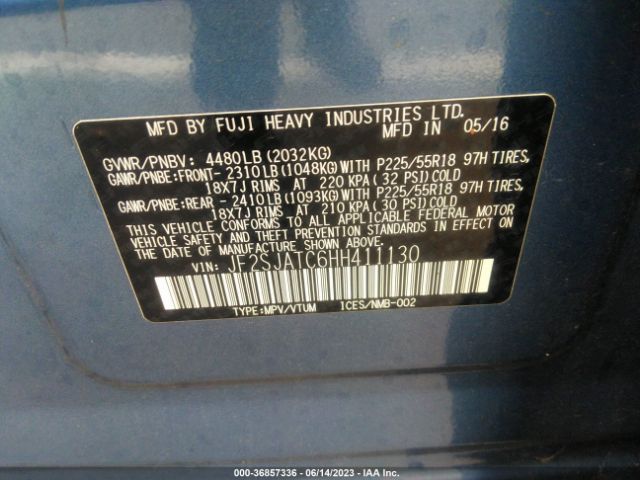 MFD BY FUJI HEAVY INDUSTRIES LTD.
MFD IN 05/16
GVWR/PNBV: 4480LB(2032KG)
GAWR/PNBE:FRONT- 2310LB(1048KG)WITH P225/55R18 97H TIRES,
18X7J RIMS AT 220 KPA(32 PSI)COLD
GAWR/PNBE:REAR - 2410LB(1093KG)WITH P225/55R18 97H TIRES,
18X7J RIMS AT 210 KPA(30 PSI)COLD
THIS VEHICLE CONFORMS TO ALL APPLICABLE FEDERAL MOTOR
VEHICLE SAFETY AND THEFT PREVENTION STANDARDS IN EFFECT ON
THE DATE OF MANUFACTURE SHOWN ABOVE.
VIN: JF2SJATC6HH411130
TYPE:MPV/VTUM ICES/NMB-002
000-36857336 - 06/14/2023 - IAA Inc.